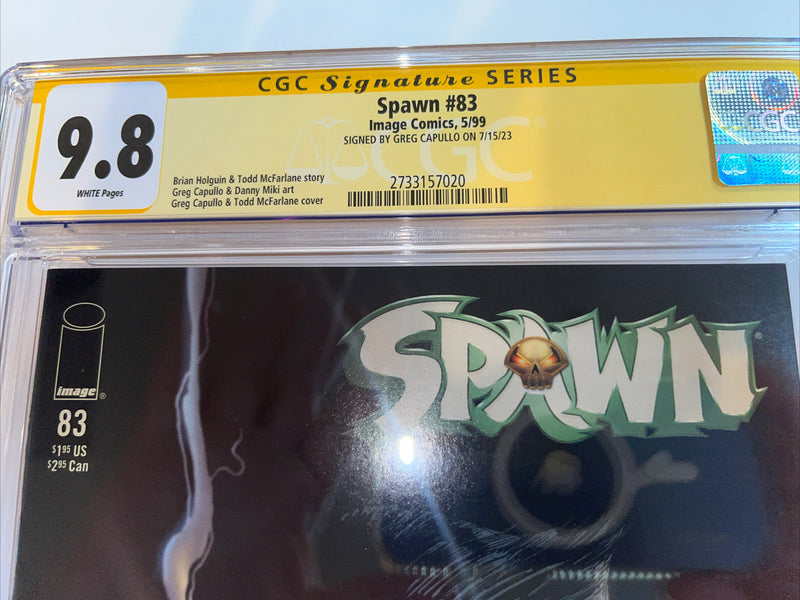 CGC Signature SERIES
Spawn #83
Image Comics, 5/99
SIGNED BY GREG CAPULLO ON 7/15/23
9.8
WHITE Pages
Brian Holguin & Todd McFarlane story
Greg Capullo & Danny Miki art
Greg Capullo & Todd McFarlane cover
2733157020
CGC®
CGC
SPAWN®
image®
83
$1.95 US
$2.95 Can